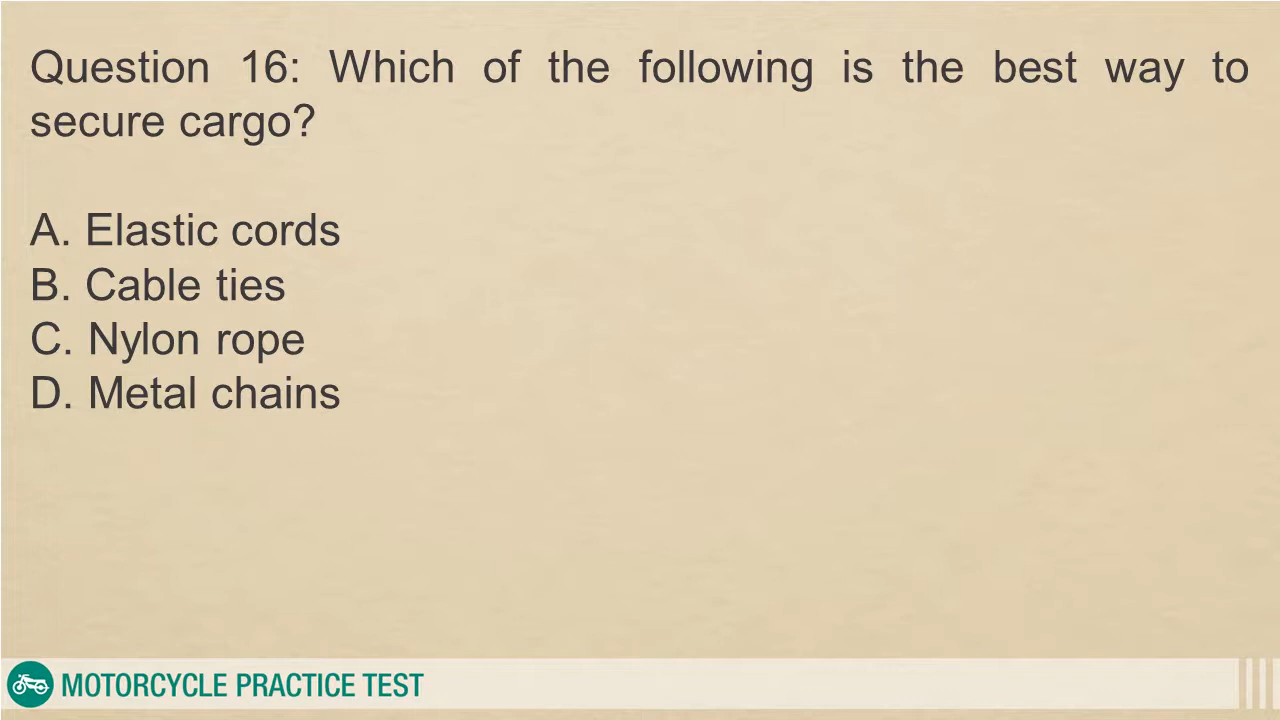 Question 16: Which of the following is the best way to
secure cargo?
A. Elastic cords
B. Cable ties
C. Nylon rope
D. Metal chains
MOTORCYCLE PRACTICE TEST